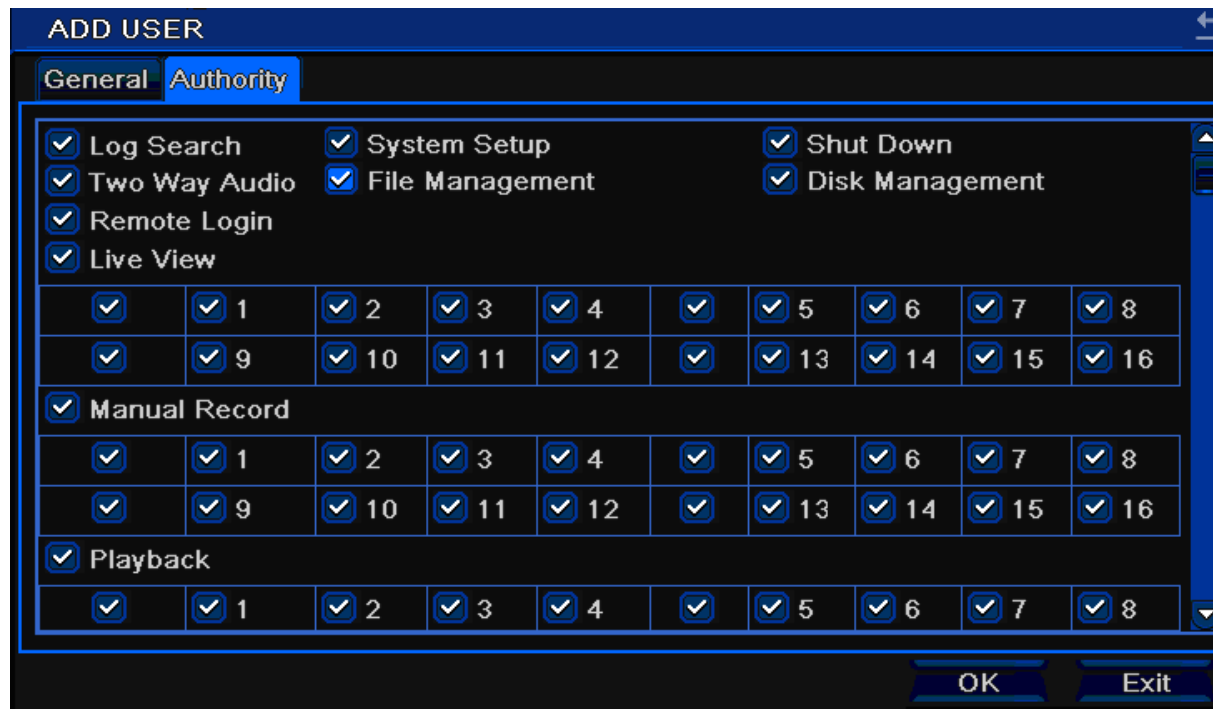 ADD USER
General Authority
Log Search System Setup Shut Down
Two Way Audio File Management Disk Management
Remote Login
Live View
1 2 3 4 5 6 7 8
9 10 11 12 13 14 15 16
Manual Record
1 2 3 4 5 6 7 8
9 10 11 12 13 14 15 16
Playback
1 2 3 4 5 6 7 8
OK Exit